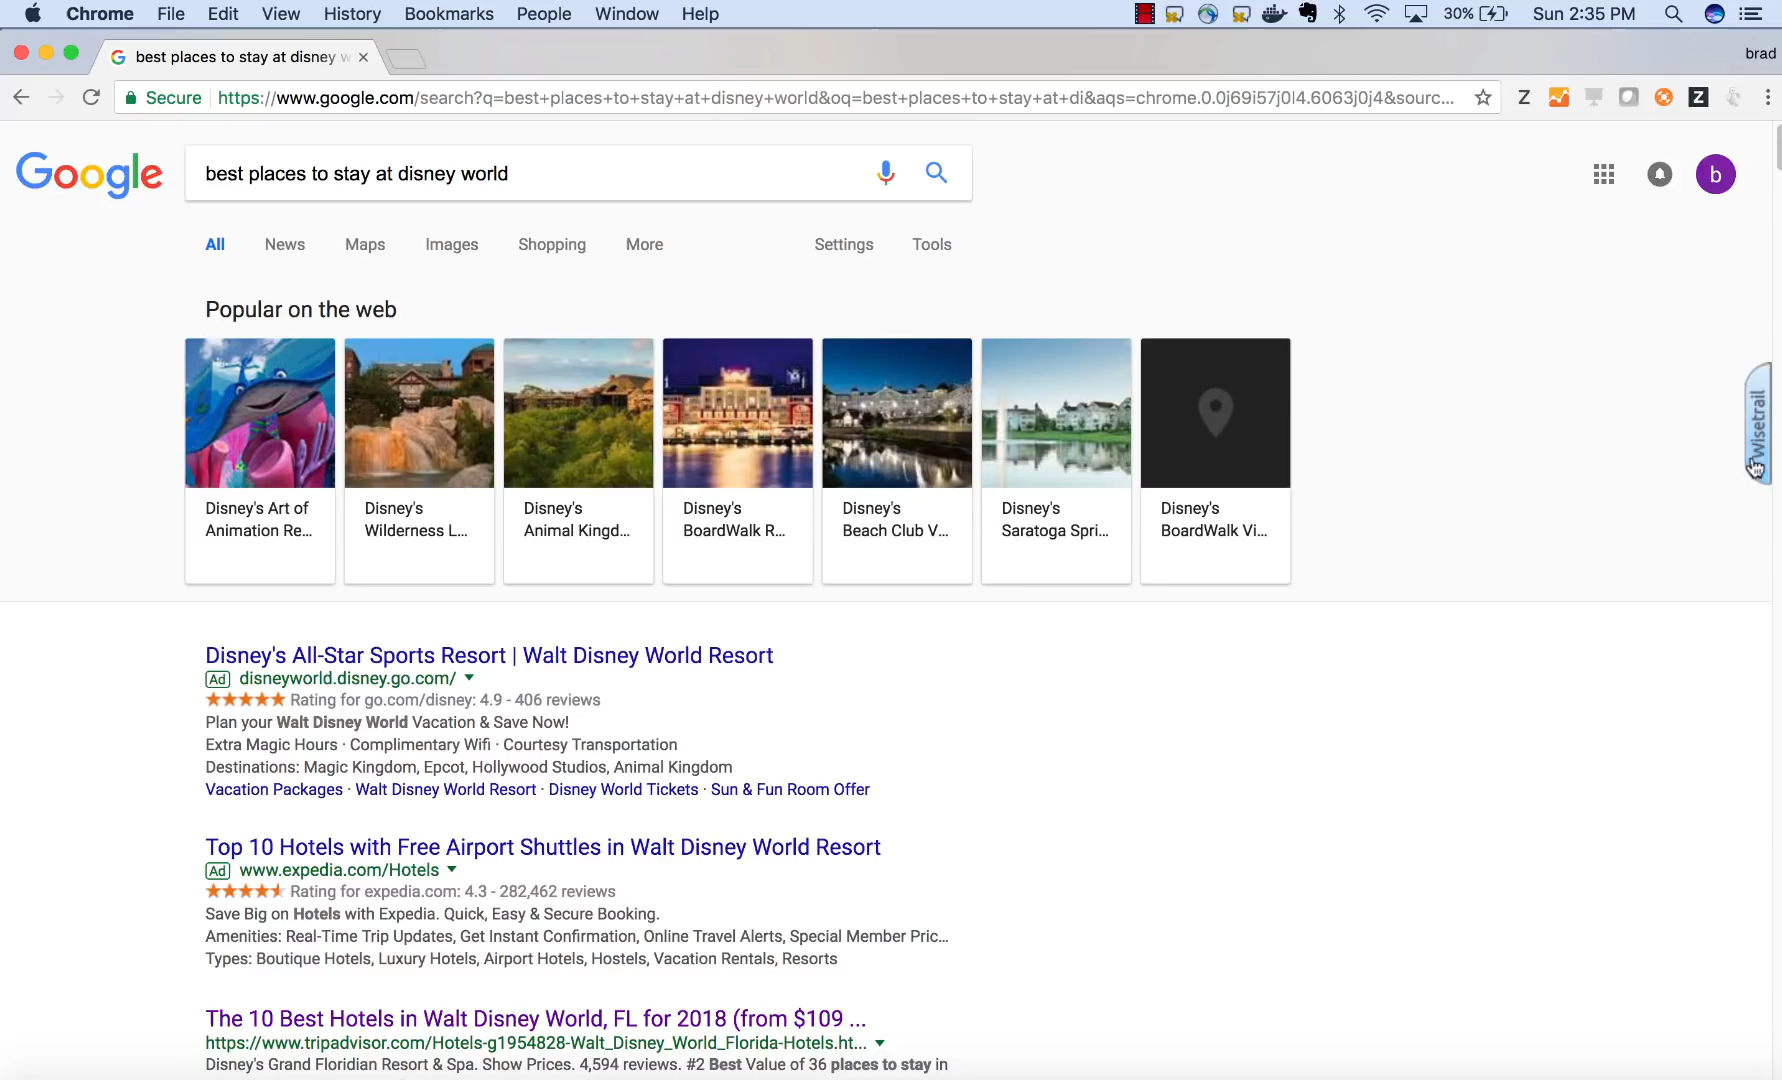 Chrome File Edit View History Bookmarks People Window Help 30% Sun 2:35 PM
best places to stay at disney w
brad
Secure https://www.google.com/search?q=best+places+to+stay+at+disney+world&oq=best+places+to+stay+at+di&aqs=chrome.0.0j69i57j0l4.6063j0j4&sourc... Z Z
Google best places to stay at disney world b
All News Maps Images Shopping More Settings Tools
Popular on the web
Disney's Art of
Animation Re...
Disney's
Wilderness L...
Disney's
Animal Kingd...
Disney's
BoardWalk R...
Disney's
Beach Club V...
Disney's
Saratoga Spri...
Disney's
BoardWalk Vi...
Wisetrail
Disney's All-Star Sports Resort | Walt Disney World Resort
Ad disneyworld.disney.go.com/
Rating for go.com/disney: 4.9 - 406 reviews
Plan your Walt Disney World Vacation & Save Now!
Extra Magic Hours · Complimentary Wifi · Courtesy Transportation
Destinations: Magic Kingdom, Epcot, Hollywood Studios, Animal Kingdom
Vacation Packages · Walt Disney World Resort · Disney World Tickets · Sun & Fun Room Offer
Top 10 Hotels with Free Airport Shuttles in Walt Disney World Resort
Ad www.expedia.com/Hotels
Rating for expedia.com: 4.3 - 282,462 reviews
Save Big on Hotels with Expedia. Quick, Easy & Secure Booking.
Amenities: Real-Time Trip Updates, Get Instant Confirmation, Online Travel Alerts, Special Member Pric...
Types: Boutique Hotels, Luxury Hotels, Airport Hotels, Hostels, Vacation Rentals, Resorts
The 10 Best Hotels in Walt Disney World, FL for 2018 (from $109 ...
https://www.tripadvisor.com/Hotels-g1954828-Walt_Disney_World_Florida-Hotels.ht...
Disney's Grand Floridian Resort & Spa. Show Prices. 4,594 reviews. #2 Best Value of 36 places to stay in